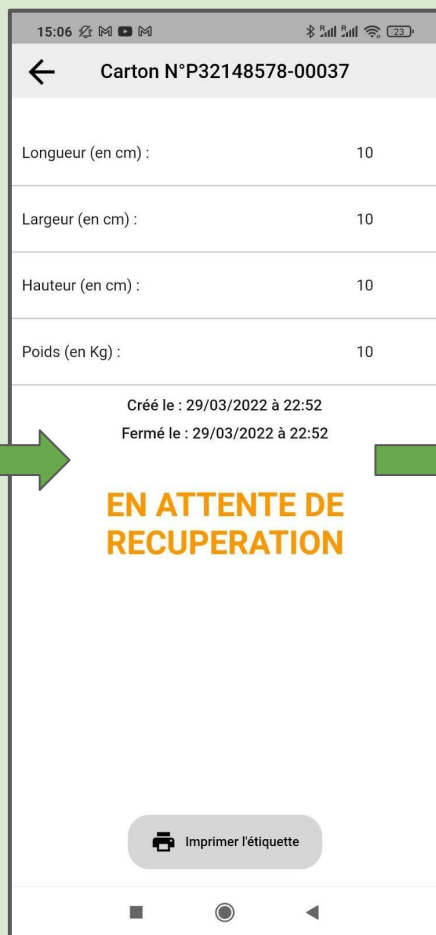 15:06
23
Carton N°P32148578-00037
Longueur (en cm) : 10
Largeur (en cm) : 10
Hauteur (en cm) : 10
Poids (en Kg) : 10
Créé le : 29/03/2022 à 22:52
Fermé le : 29/03/2022 à 22:52
EN ATTENTE DE
RECUPERATION
Imprimer l'étiquette